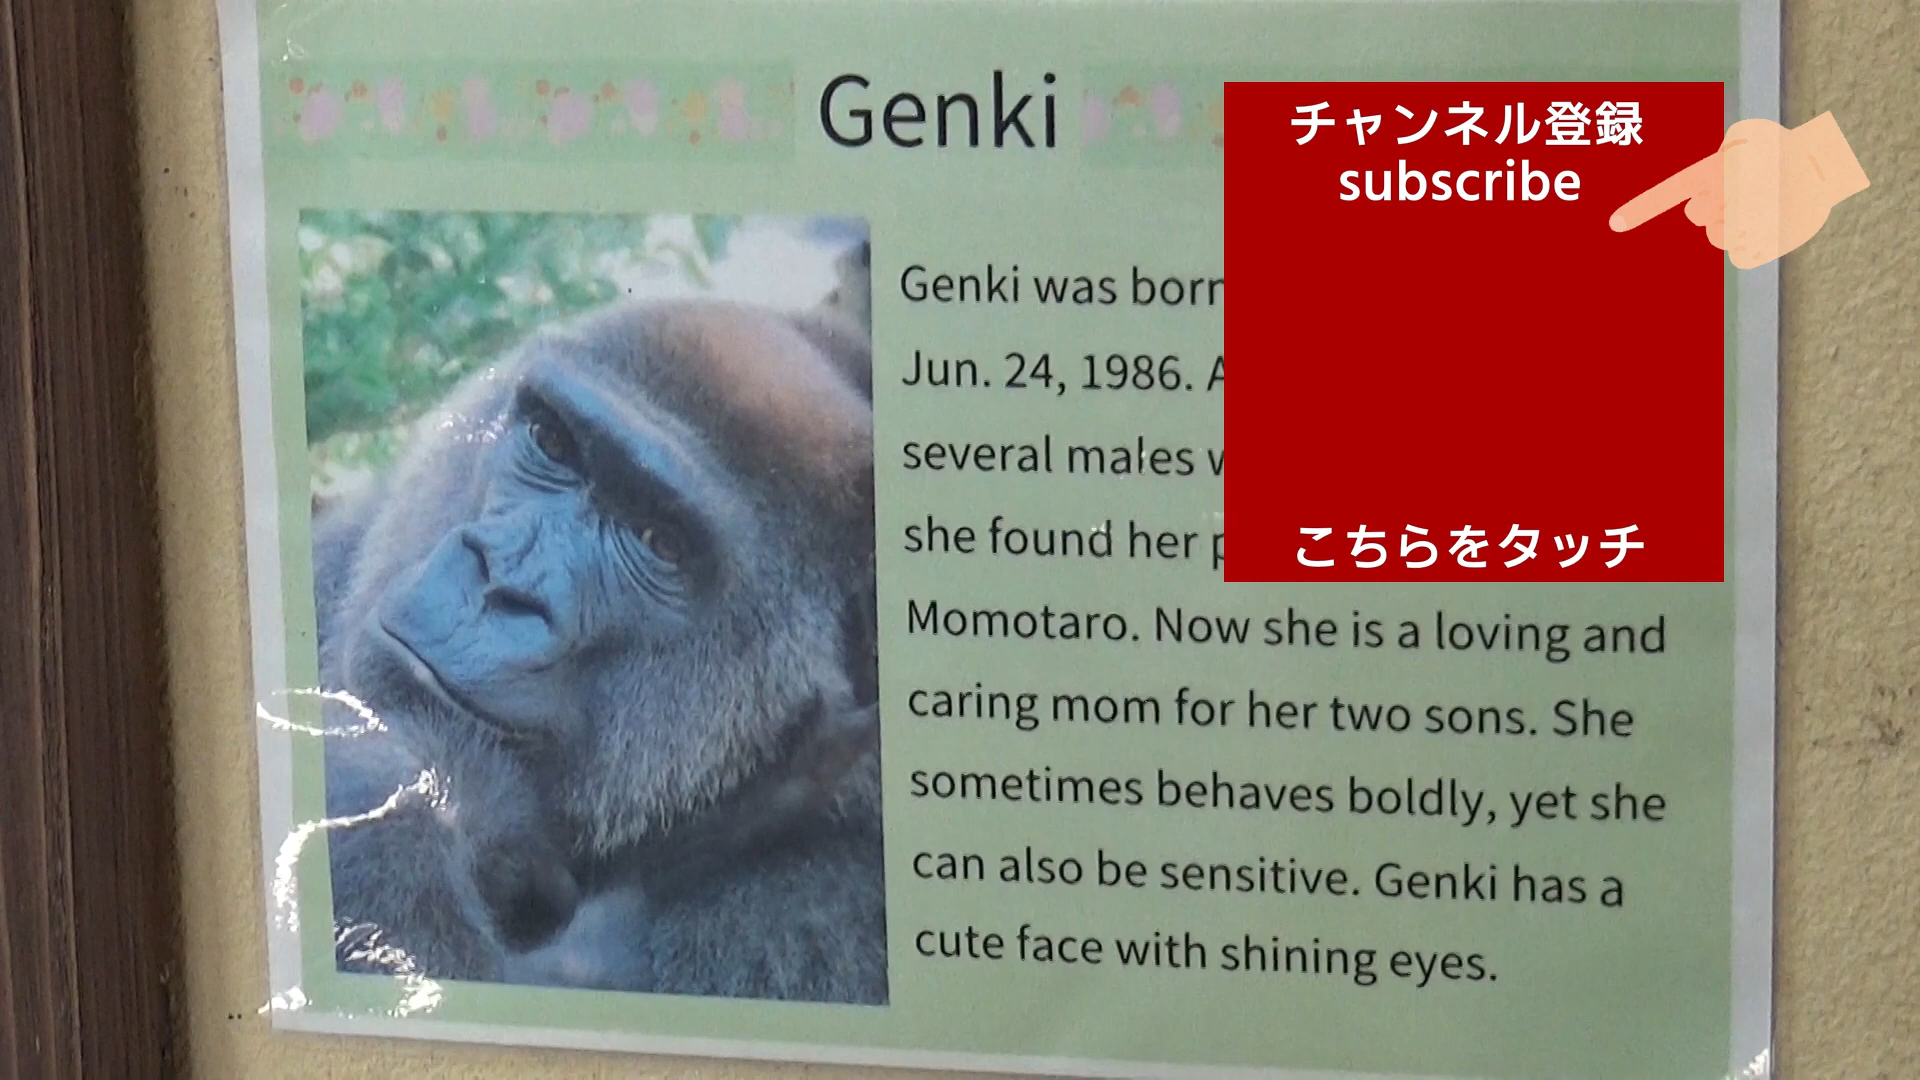 Genki
チャンネル登録
subscribe
こちらをタッチ
Genki was born
Jun. 24, 1986.
several males
she found her
Momotaro. Now she is a loving and
caring mom for her two sons. She
sometimes behaves boldly, yet she
can also be sensitive. Genki has a
cute face with shining eyes.